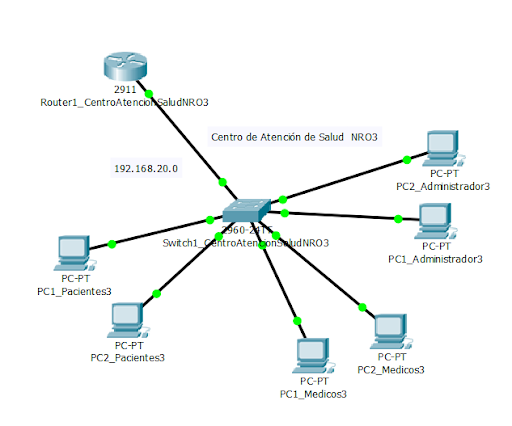 2911
Router1_CentroAtencionSaludNRO3
Centro de Atención de Salud NRO3
192.168.20.0
PC-PT
PC2_Administrador3
2960-24TT
Switch1_CentroAtencionSaludNRO3
PC-PT
PC1_Administrador3
PC-PT
PC1_Pacientes3
PC-PT
PC2_Pacientes3
PC-PT
PC2_Medicos3
PC-PT
PC1_Medicos3